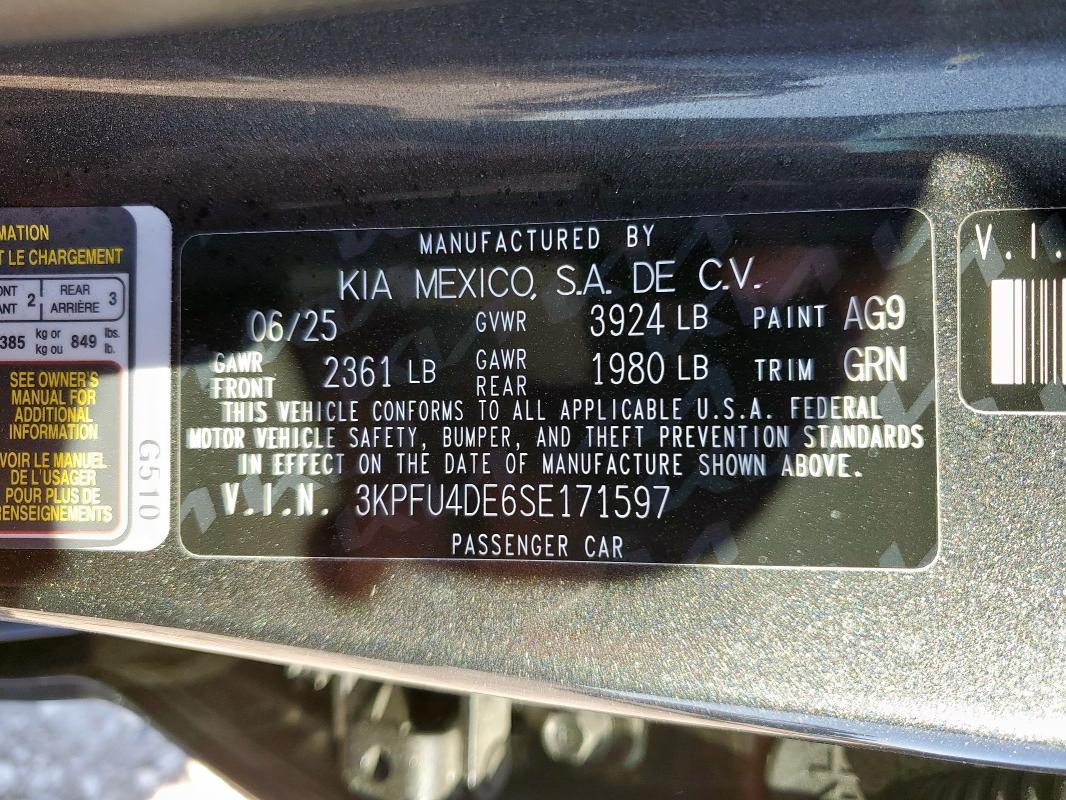 MATION
T LE CHARGEMENT
ONT 2 REAR 3
ANT ARRIÈRE
385 kg or 849 lbs.
kg ou lb.
SEE OWNER'S
MANUAL FOR
ADDITIONAL
INFORMATION
VOIR LE MANUEL
DE L'USAGER
POUR PLUS DE
RENSEIGNEMENTS
G510
MANUFACTURED BY
KIA MEXICO, S.A. DE C.V.
06/25 GVWR 3924 LB PAINT AG9
GAWR FRONT 2361 LB GAWR REAR 1980 LB TRIM GRN
THIS VEHICLE CONFORMS TO ALL APPLICABLE U.S.A. FEDERAL
MOTOR VEHICLE SAFETY, BUMPER, AND THEFT PREVENTION STANDARDS
IN EFFECT ON THE DATE OF MANUFACTURE SHOWN ABOVE.
V.I.N. 3KPFU4DE6SE171597
PASSENGER CAR
V.I.